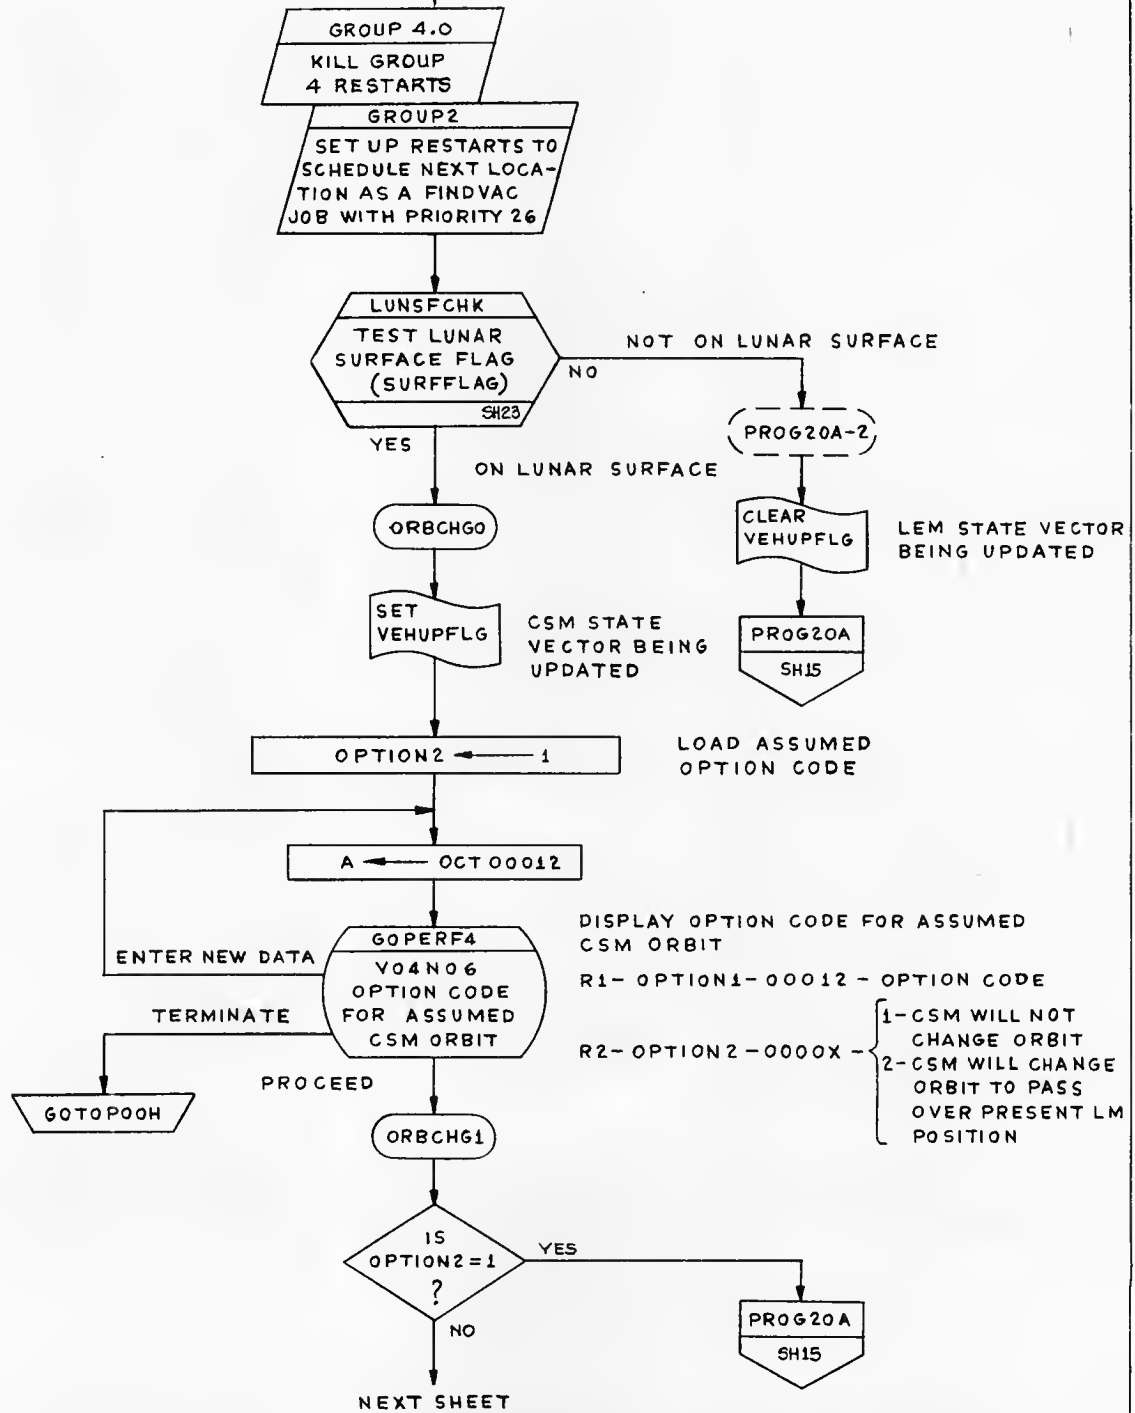 GROUP 4.0
KILL GROUP
4 RESTARTS
GROUP2
SET UP RESTARTS TO
SCHEDULE NEXT LOCA-
TION AS A FINDVAC
JOB WITH PRIORITY 26
LUNSFCHK
TEST LUNAR
SURFACE FLAG
(SURFFLAG)
SH23
NOT ON LUNAR SURFACE
NO
YES
ON LUNAR SURFACE
PROG20A-2
ORBCHGO
CLEAR
VEHUPFLG
LEM STATE VECTOR
BEING UPDATED
SET
VEHUPFLG
CSM STATE
VECTOR BEING
UPDATED
PROG20A
SH15
OPTION2 ← 1
LOAD ASSUMED
OPTION CODE
A ← OCT 00012
GOPERF4
V04N06
OPTION CODE
FOR ASSUMED
CSM ORBIT
ENTER NEW DATA
TERMINATE
GOTOPOOH
PROCEED
DISPLAY OPTION CODE FOR ASSUMED
CSM ORBIT
R1- OPTION1-00012 - OPTION CODE
R2- OPTION2-0000X -
1-CSM WILL NOT
CHANGE ORBIT
2-CSM WILL CHANGE
ORBIT TO PASS
OVER PRESENT LM
POSITION
ORBCHG1
IS
OPTION2=1
?
YES
NO
PROG20A
SH15
NEXT SHEET